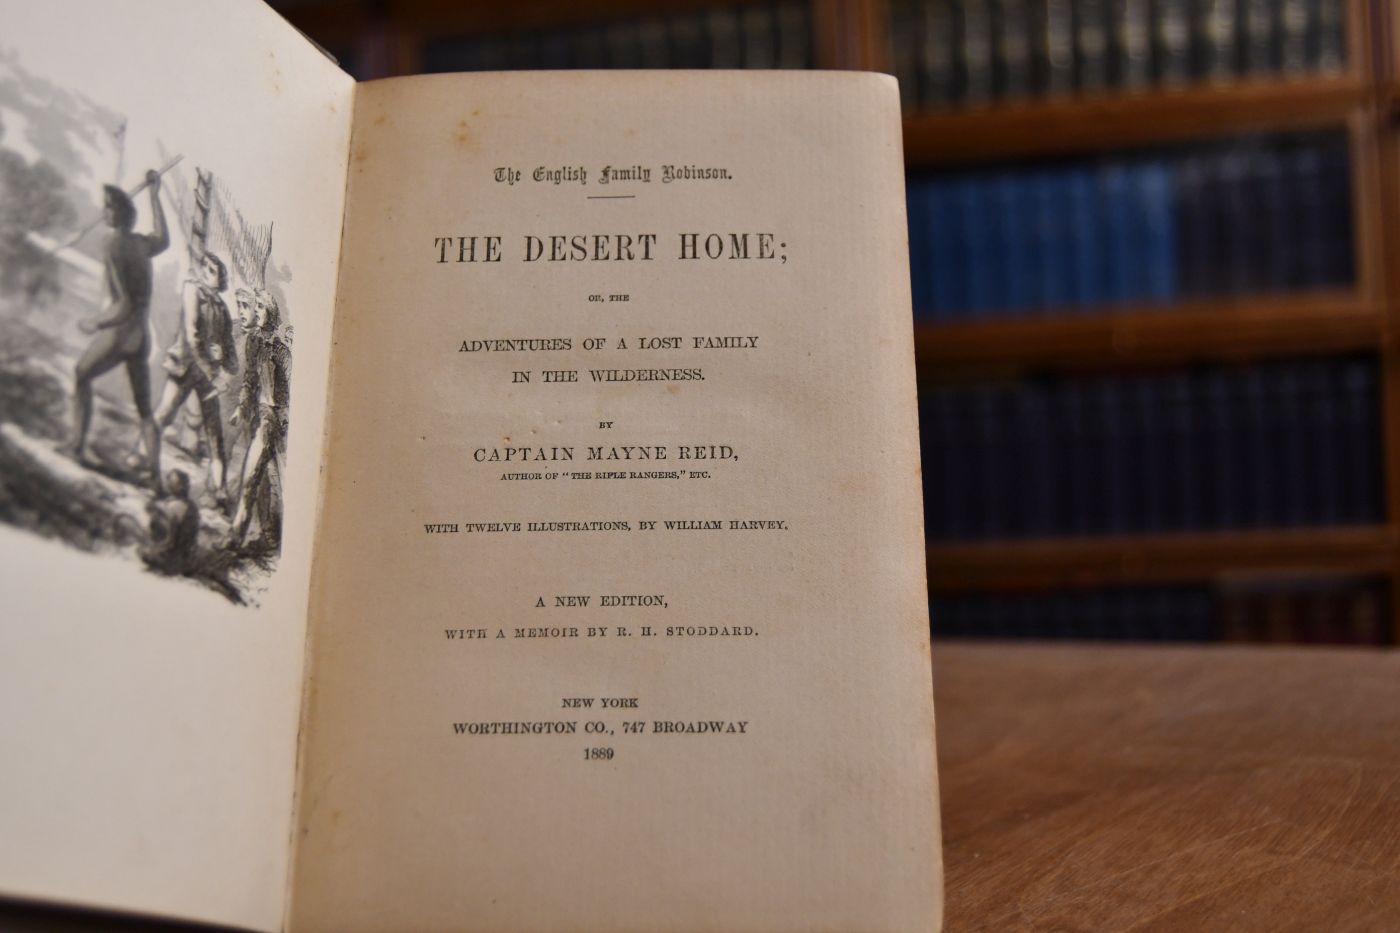 The English Family Robinson.
THE DESERT HOME;
OR, THE
ADVENTURES OF A LOST FAMILY
IN THE WILDERNESS.
BY
CAPTAIN MAYNE REID,
AUTHOR OF "THE RIFLE RANGERS," ETC.
WITH TWELVE ILLUSTRATIONS, BY WILLIAM HARVEY.
A NEW EDITION,
WITH A MEMOIR BY R. H. STODDARD.
NEW YORK
WORTHINGTON CO., 747 BROADWAY
1889